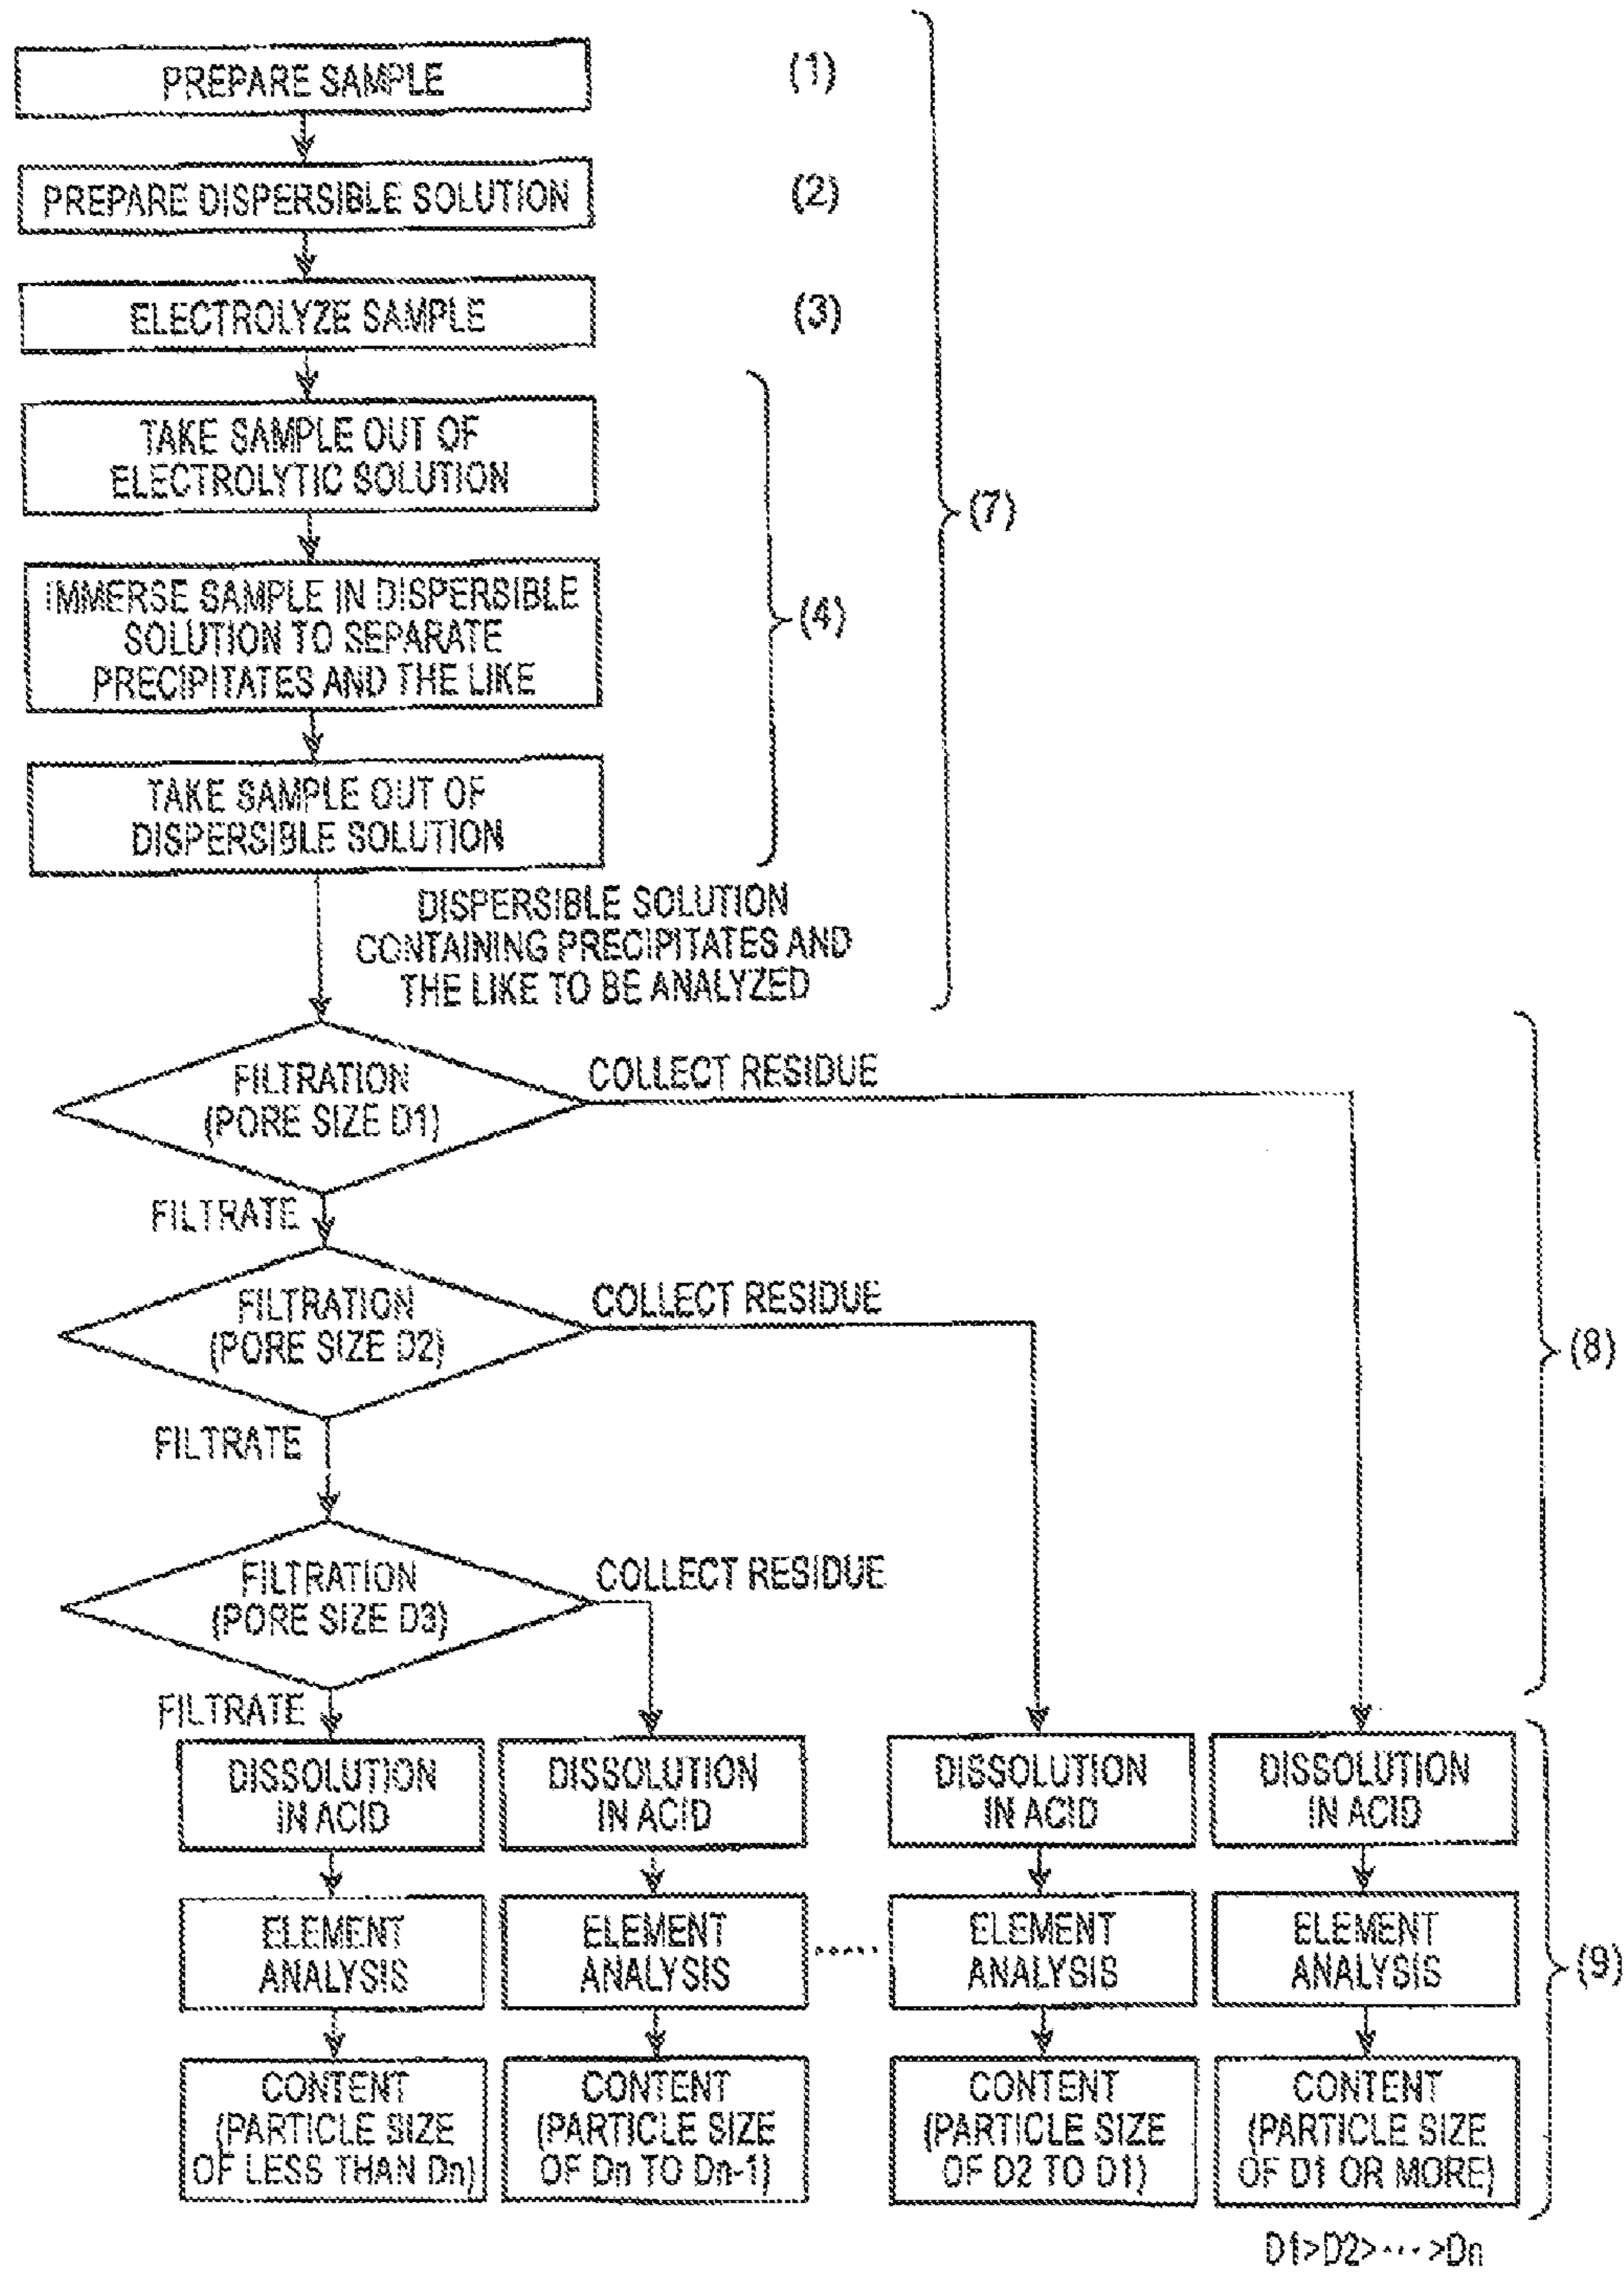 PREPARE SAMPLE
(1)
PREPARE DISPERSIBLE SOLUTION
(2)
ELECTROLYZE SAMPLE
(3)
TAKE SAMPLE OUT OF
ELECTROLYTIC SOLUTION
IMMERSE SAMPLE IN DISPERSIBLE
SOLUTION TO SEPARATE
PRECIPITATES AND THE LIKE
TAKE SAMPLE OUT OF
DISPERSIBLE SOLUTION
(4)
(7)
DISPERSIBLE SOLUTION
CONTAINING PRECIPITATES AND
THE LIKE TO BE ANALYZED
FILTRATION
(PORE SIZE D1)
COLLECT RESIDUE
FILTRATE
FILTRATION
(PORE SIZE D2)
COLLECT RESIDUE
FILTRATE
FILTRATION
(PORE SIZE D3)
COLLECT RESIDUE
FILTRATE
(8)
DISSOLUTION
IN ACID
DISSOLUTION
IN ACID
DISSOLUTION
IN ACID
DISSOLUTION
IN ACID
ELEMENT
ANALYSIS
ELEMENT
ANALYSIS
.....
ELEMENT
ANALYSIS
ELEMENT
ANALYSIS
(9)
CONTENT
(PARTICLE SIZE
OF LESS THAN Dn)
CONTENT
(PARTICLE SIZE
OF Dn TO Dn-1)
CONTENT
(PARTICLE SIZE
OF D2 TO D1)
CONTENT
(PARTICLE SIZE
OF D1 OR MORE)
D1>D2>···>Dn